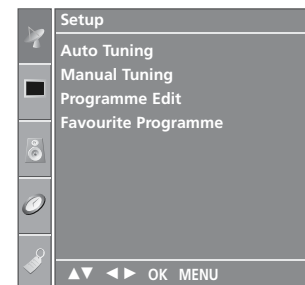 Setup
Auto Tuning
Manual Tuning
Programme Edit
Favourite Programme
▲▼ ◄► OK MENU